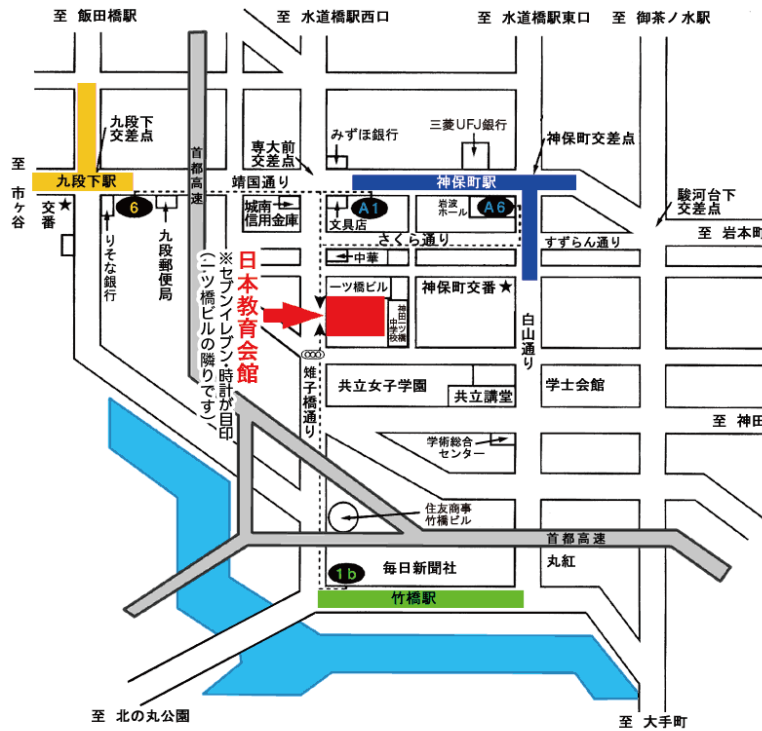 至 飯田橋駅
至 水道橋駅西口
至 水道橋駅東口
至 御茶ノ水駅
九段下
交差点
首都高速
専大前
交差点
みずほ銀行
三菱UFJ銀行
神保町交差点
至 市ヶ谷
九段下駅
靖国通り
神保町駅
駿河台下
交差点
交番★
6
りそな銀行
九段郵便局
城南
信用金庫
文具店
A1
岩波
ホール
A6
さくら通り
すずらん通り
至 岩本町
中華
日本教育会館
※セブンイレブン・時計が目印
(一ツ橋ビルの隣りです)
一ツ橋ビル
神田一ツ橋
中学校
神保町交番★
白山通り
雉子橋通り
共立女子学園
共立講堂
学士会館
至 神田
学術総合
センター
住友商事
竹橋ビル
首都高速
1b
毎日新聞社
丸紅
竹橋駅
至 北の丸公園
至 大手町